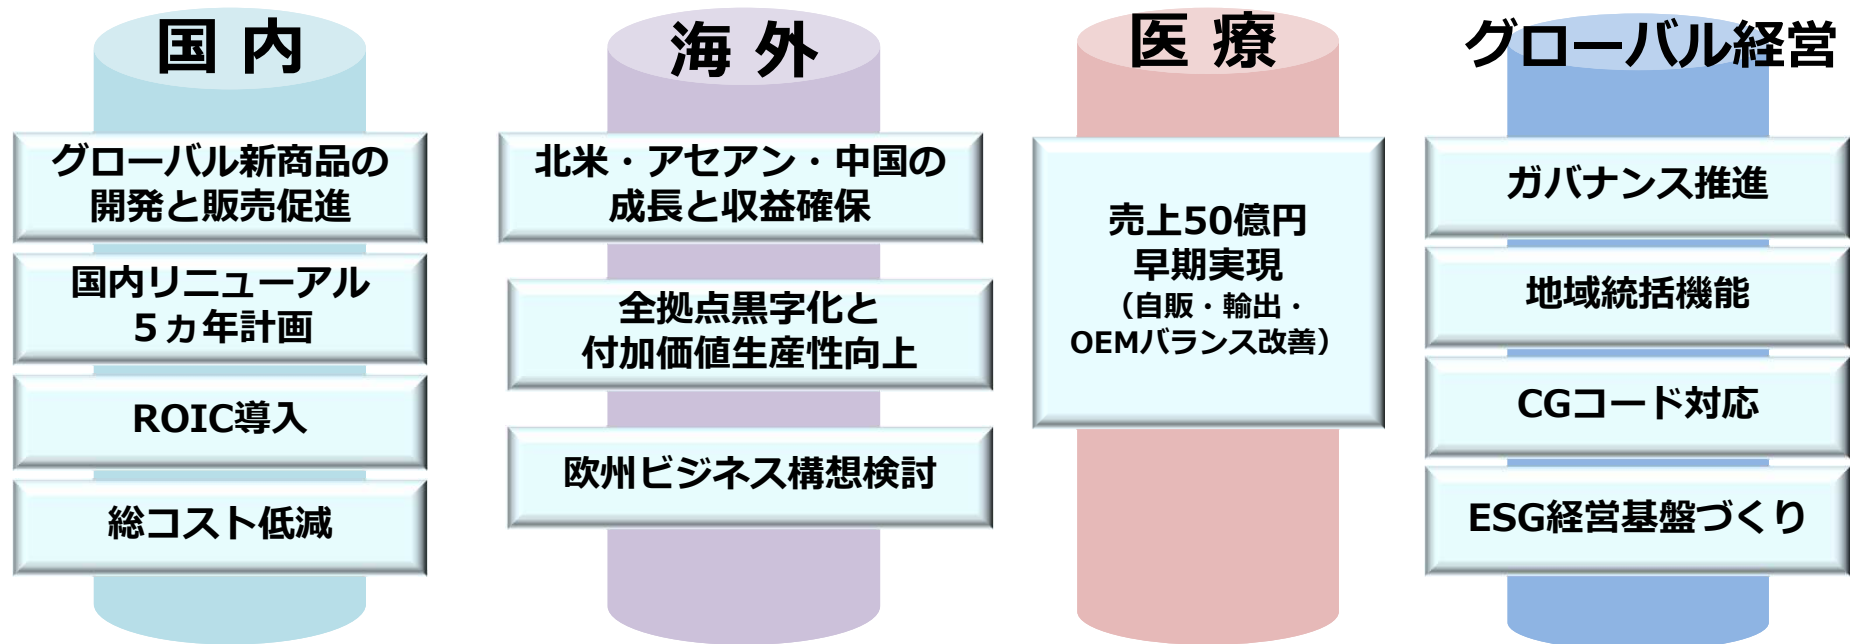 国 内
グローバル新商品の
開発と販売促進
国内リニューアル
５ヵ年計画
ROIC導入
総コスト低減
海 外
北米・アセアン・中国の
成長と収益確保
全拠点黒字化と
付加価値生産性向上
欧州ビジネス構想検討
医 療
売上50億円
早期実現
（自販・輸出・
OEMバランス改善）
グローバル経営
ガバナンス推進
地域統括機能
CGコード対応
ESG経営基盤づくり